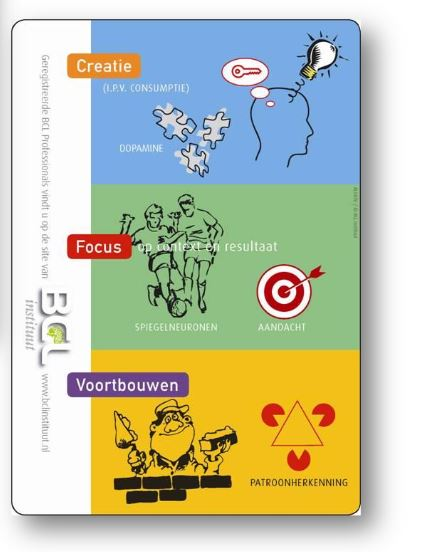 Creatie
(I.P.V. CONSUMPTIE)
DOPAMINE
Focus op context en resultaat
SPIEGELNEURONEN
AANDACHT
Voortbouwen
PATROONHERKENNING
Geregistreerde BCL Professionals vindt u op de site van
BCL
instituut
www.bclinstituut.nl